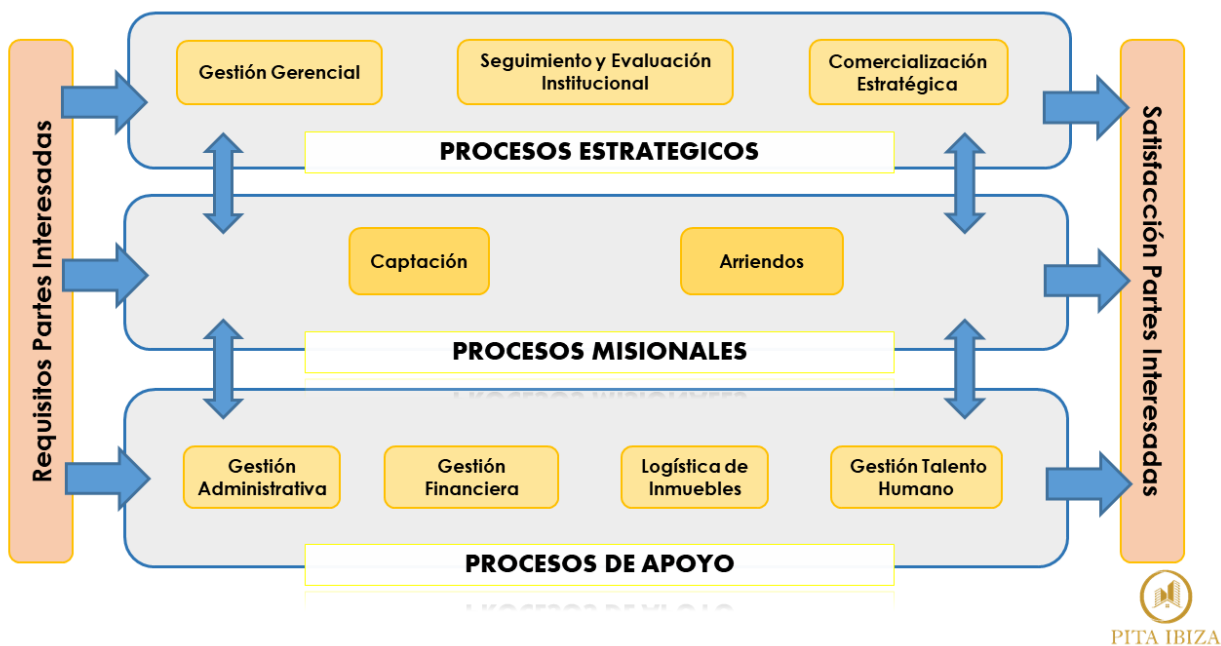 Requisitos Partes Interesadas
Gestión Gerencial
Seguimiento y Evaluación
Institucional
Comercialización
Estratégica
PROCESOS ESTRATEGICOS
Captación
Arriendos
PROCESOS MISIONALES
Gestión
Administrativa
Gestión
Financiera
Logística de
Inmuebles
Gestión Talento
Humano
PROCESOS DE APOYO
Satisfacción Partes Interesadas
PITA IBIZA